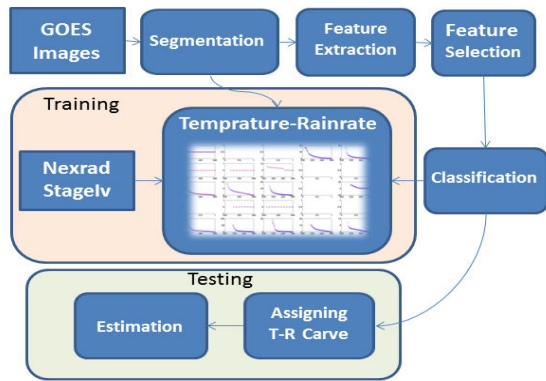 GOES
Images
Segmentation
Feature
Extraction
Feature
Selection
Training
Temprature-Rainrate
Nexrad
StageIv
Classification
Testing
Estimation
Assigning
T-R Carve